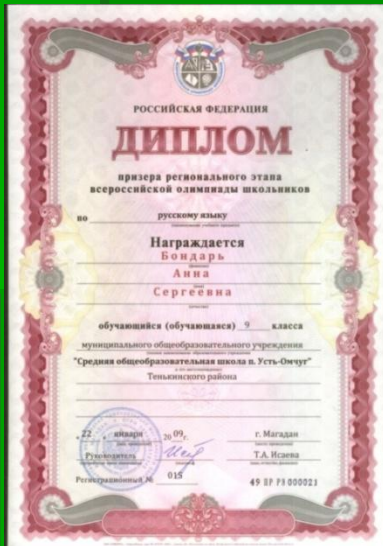 РОССИЙСКАЯ ФЕДЕРАЦИЯ
ДИПЛОМ
призера регионального этапа
всероссийской олимпиады школьников
по русскому языку
Награждается
Бондарь
Анна
Сергеевна
обучающийся (обучающаяся) 9 класса
муниципального общеобразовательного учреждения
"Средняя общеобразовательная школа п. Усть-Омчуг"
Тенькинского района
22 января 2009г. г. Магадан
Руководитель Т.А. Исаева
Регистрационный № 015
49 ПР РЯ 000021